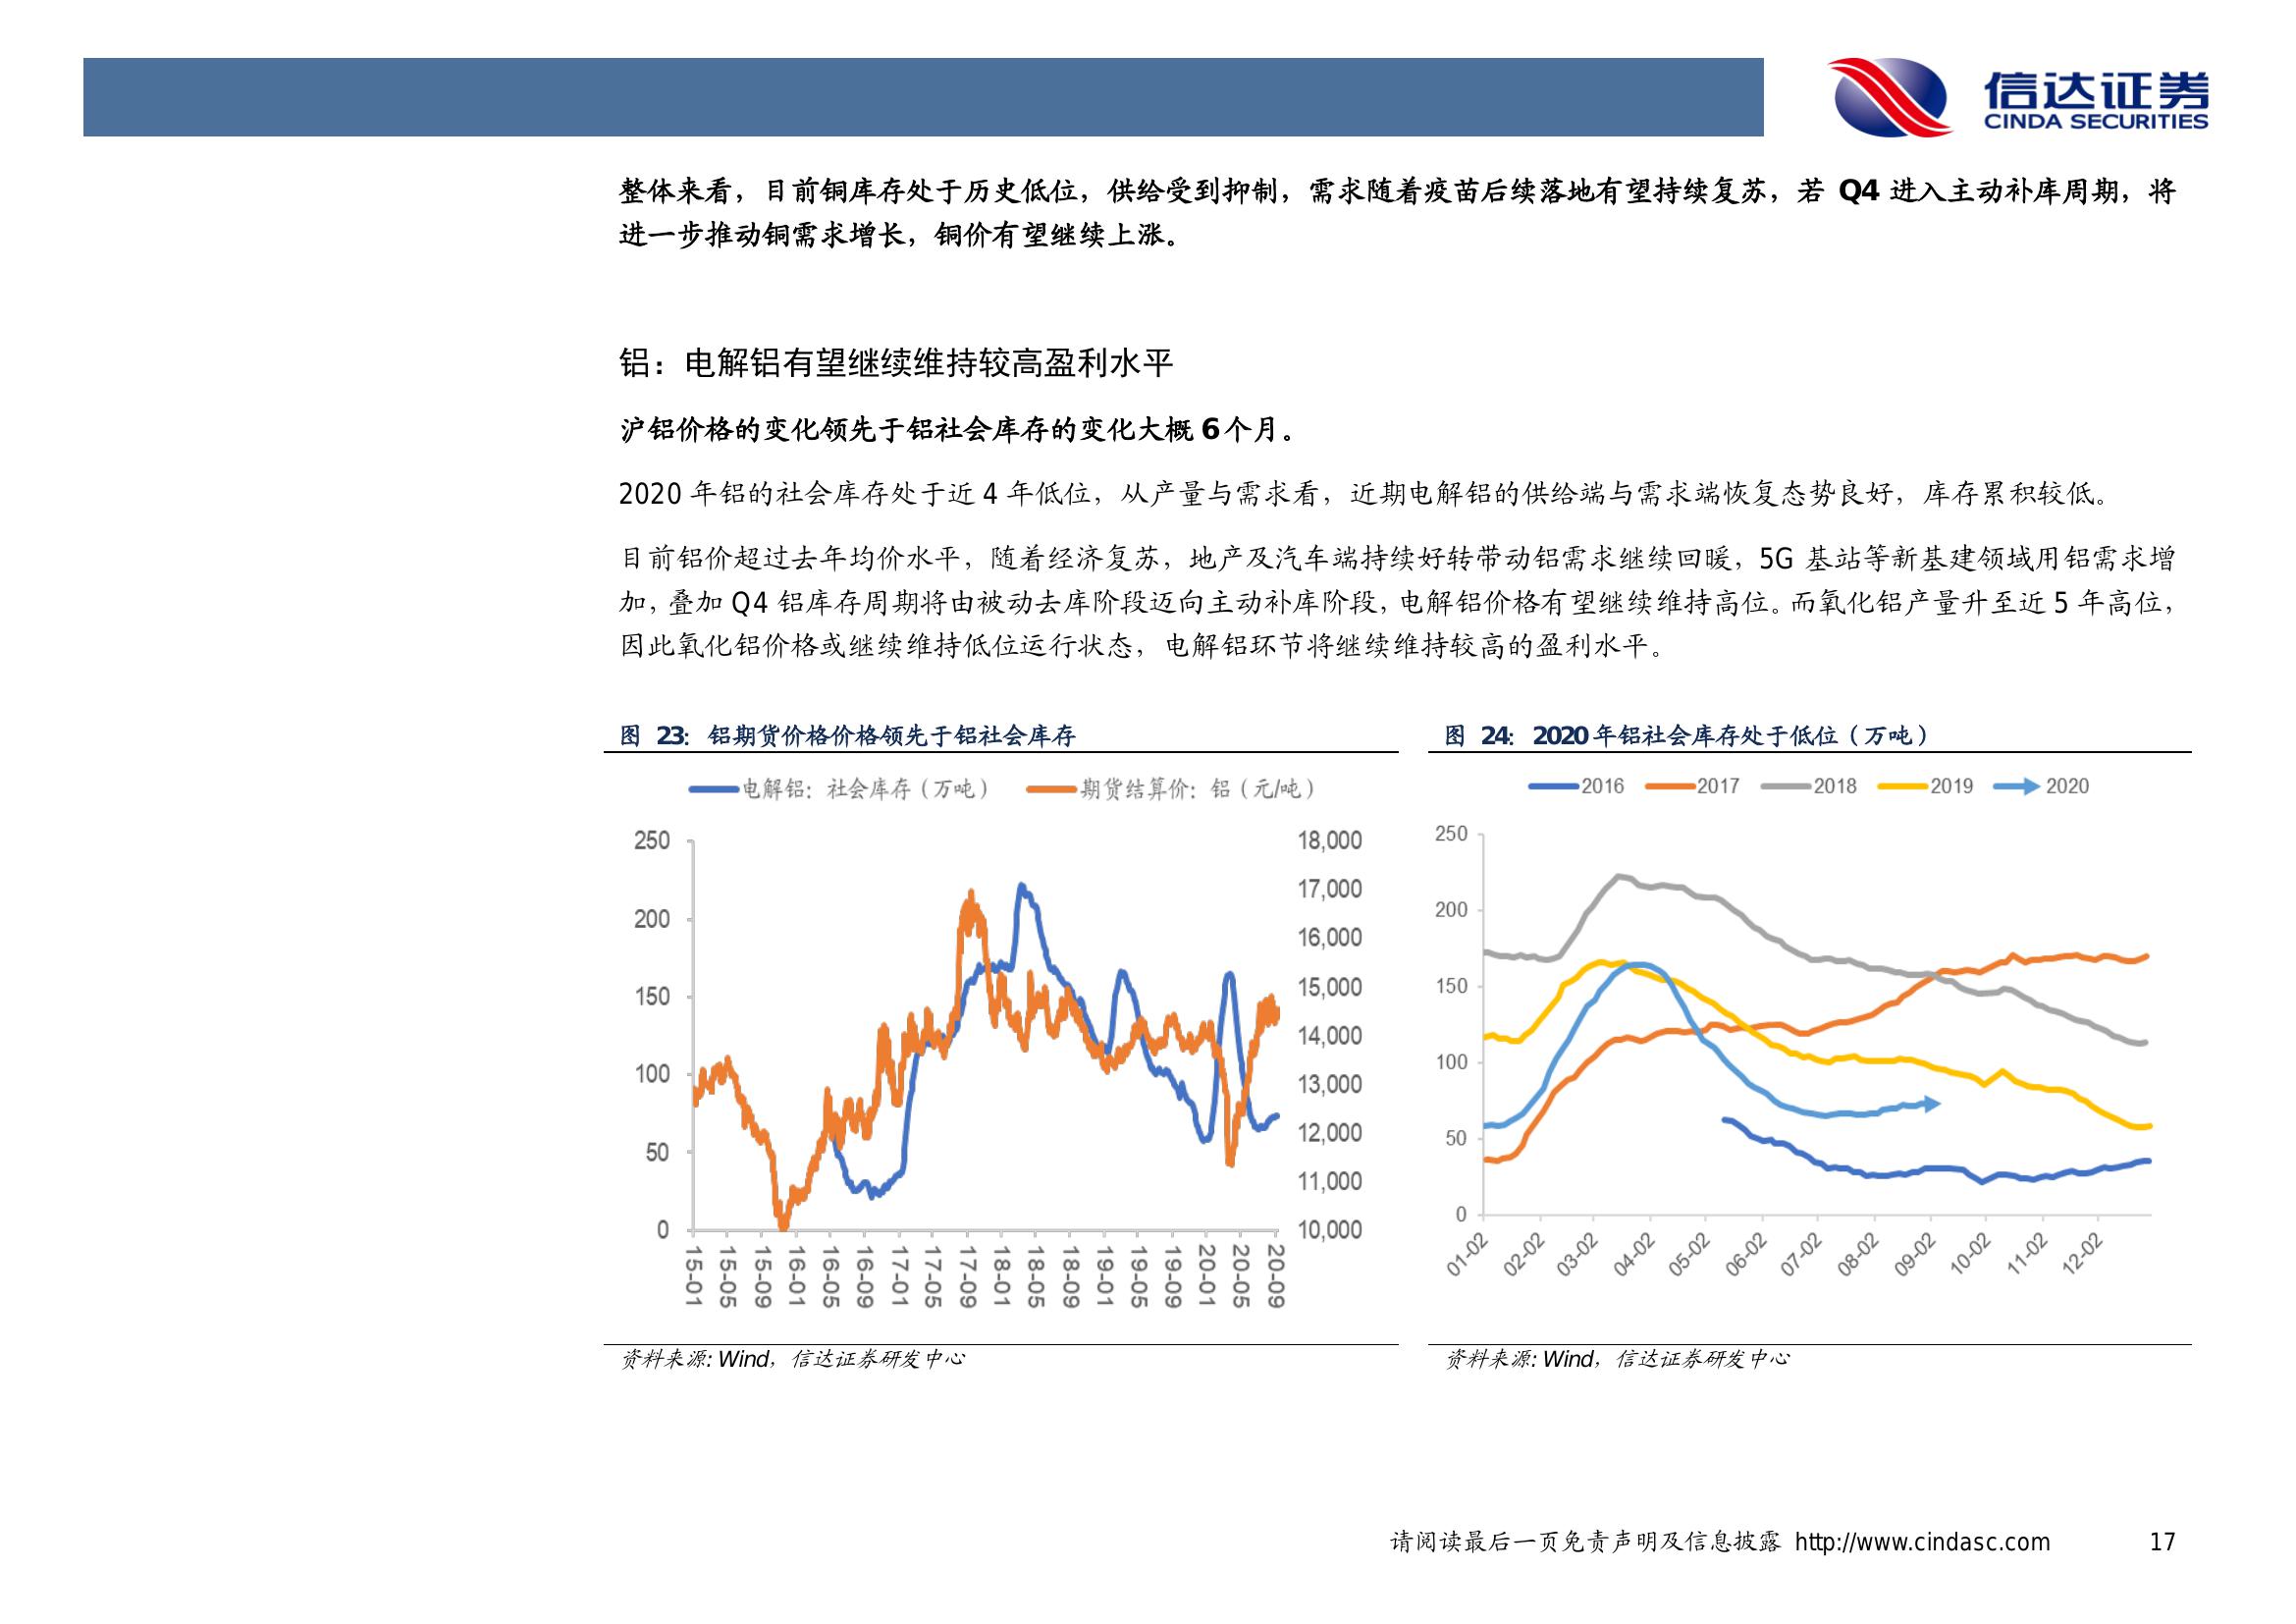 信达证券
CINDA SECURITIES
整体来看，目前铜库存处于历史低位，供给受到抑制，需求随着疫苗后续落地有望持续复苏，若 Q4 进入主动补库周期，将
进一步推动铜需求增长，铜价有望继续上涨。
铝：电解铝有望继续维持较高盈利水平
沪铝价格的变化领先于铝社会库存的变化大概 6 个月。
2020 年铝的社会库存处于近 4 年低位，从产量与需求看，近期电解铝的供给端与需求端恢复态势良好，库存累积较低。
目前铝价超过去年均价水平，随着经济复苏，地产及汽车端持续好转带动铝需求继续回暖，5G 基站等新基建领域用铝需求增
加，叠加 Q4 铝库存周期将由被动去库阶段迈向主动补库阶段，电解铝价格有望继续维持高位。而氧化铝产量升至近 5 年高位，
因此氧化铝价格或继续维持低位运行状态，电解铝环节将继续维持较高的盈利水平。
图 23：铝期货价格价格领先于铝社会库存
电解铝：社会库存（万吨） 期货结算价：铝（元/吨）
250
200
150
100
50
0
18,000
17,000
16,000
15,000
14,000
13,000
12,000
11,000
10,000
15-01 15-05 15-09 16-01 16-05 16-09 17-01 17-05 17-09 18-01 18-05 18-09 19-01 19-05 19-09 20-01 20-05 20-09
资料来源: Wind，信达证券研发中心
图 24：2020 年铝社会库存处于低位（万吨）
2016 2017 2018 2019 2020
250
200
150
100
50
0
01-02 02-02 03-02 04-02 05-02 06-02 07-02 08-02 09-02 10-02 11-02 12-02
资料来源: Wind，信达证券研发中心
请阅读最后一页免责声明及信息披露 http://www.cindasc.com 17